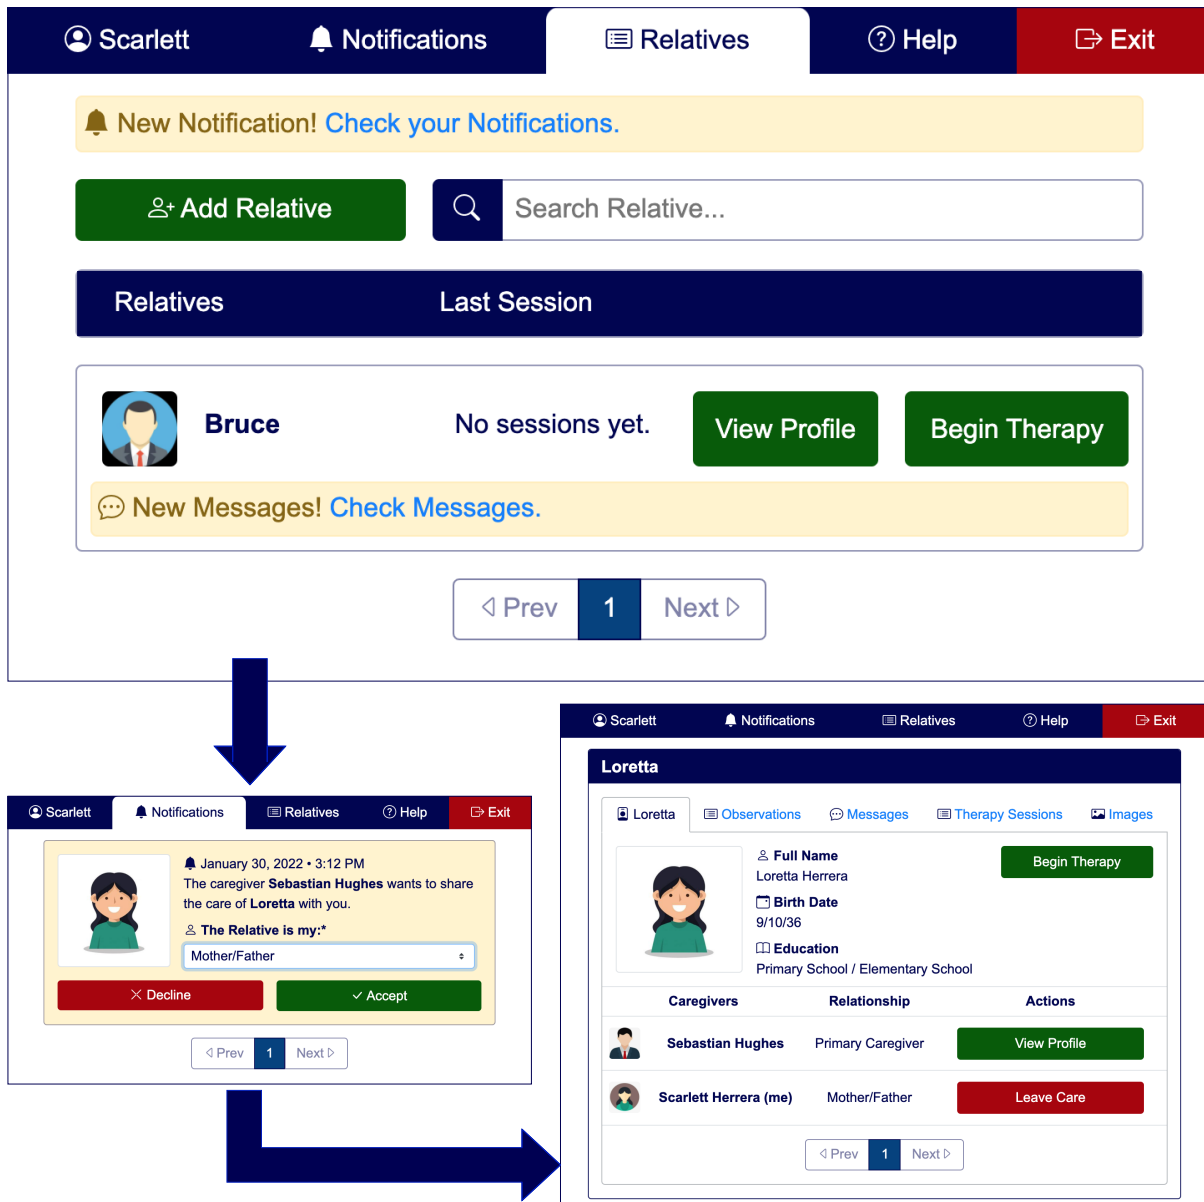 Scarlett Notifications Relatives Help Exit
New Notification! Check your Notifications.
Add Relative Search Relative...
Relatives Last Session
Bruce No sessions yet. View Profile Begin Therapy
New Messages! Check Messages.
Prev 1 Next
Scarlett Notifications Relatives Help Exit
January 30, 2022 • 3:12 PM
The caregiver Sebastian Hughes wants to share
the care of Loretta with you.
The Relative is my:*
Mother/Father
Decline Accept
Prev 1 Next
Scarlett Notifications Relatives Help Exit
Loretta
Loretta Observations Messages Therapy Sessions Images
Full Name
Loretta Herrera
Begin Therapy
Birth Date
9/10/36
Education
Primary School / Elementary School
Caregivers Relationship Actions
Sebastian Hughes Primary Caregiver View Profile
Scarlett Herrera (me) Mother/Father Leave Care
Prev 1 Next